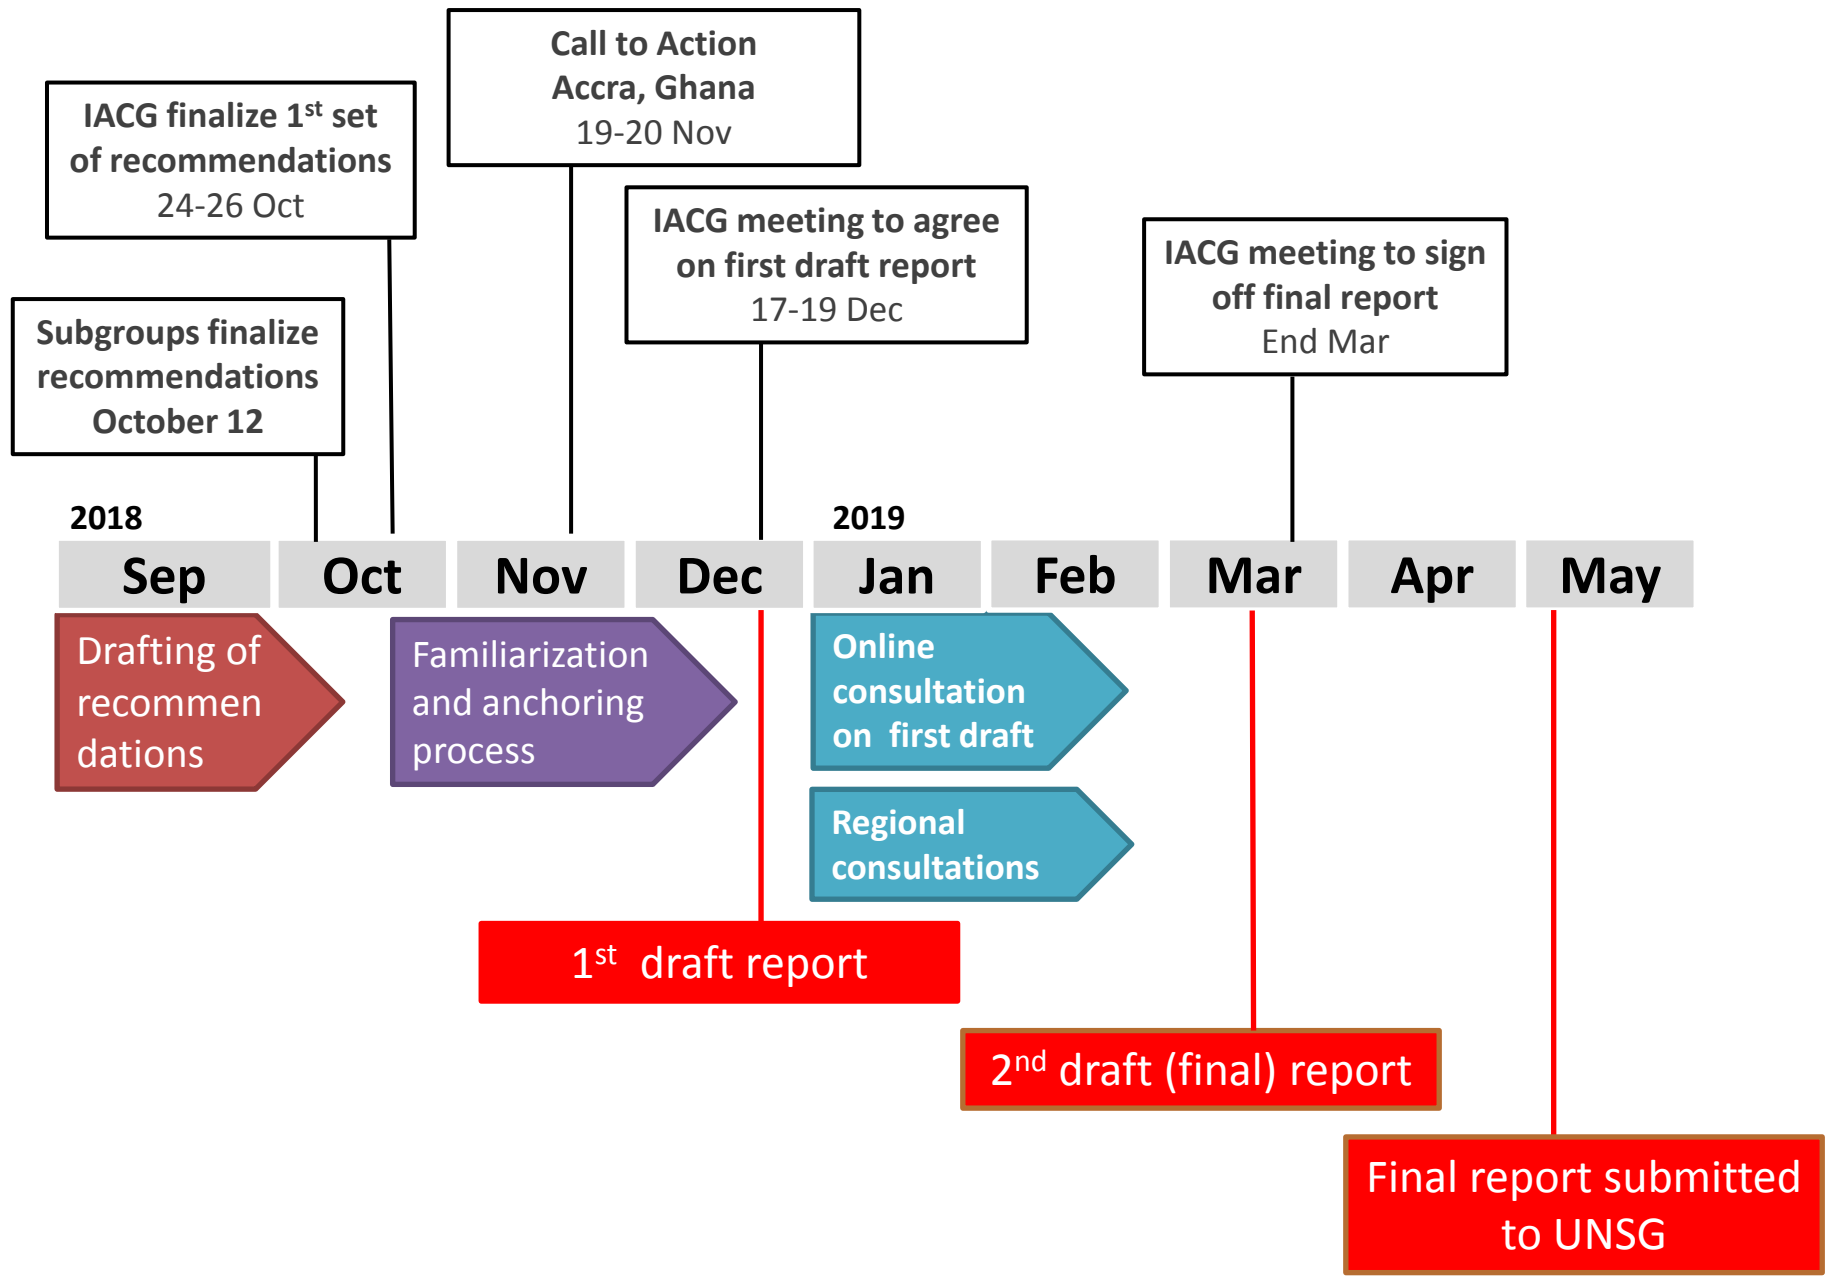 Call to Action
Accra, Ghana
19-20 Nov
IACG finalize 1st set
of recommendations
24-26 Oct
IACG meeting to agree
on first draft report
17-19 Dec
IACG meeting to sign
off final report
End Mar
Subgroups finalize
recommendations
October 12
2018
2019
Sep
Oct
Nov
Dec
Jan
Feb
Mar
Apr
May
Drafting of
recommen
dations
Familiarization
and anchoring
process
Online
consultation
on first draft
Regional
consultations
1st draft report
2nd draft (final) report
Final report submitted
to UNSG